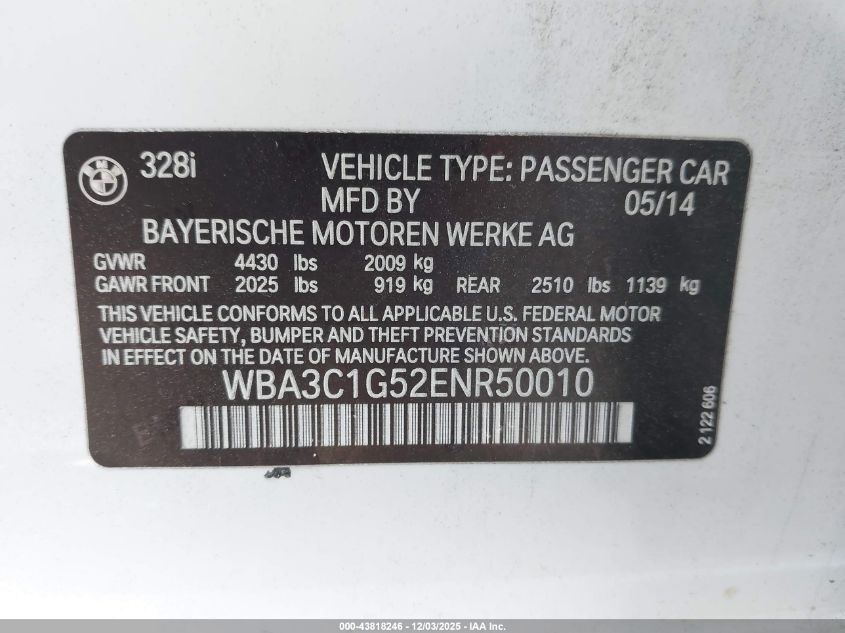 BMW 328i VEHICLE TYPE: PASSENGER CAR
MFD BY 05/14
BAYERISCHE MOTOREN WERKE AG
GVWR 4430 lbs 2009 kg
GAWR FRONT 2025 lbs 919 kg REAR 2510 lbs 1139 kg
THIS VEHICLE CONFORMS TO ALL APPLICABLE U.S. FEDERAL MOTOR
VEHICLE SAFETY, BUMPER AND THEFT PREVENTION STANDARDS
IN EFFECT ON THE DATE OF MANUFACTURE SHOWN ABOVE.
WBA3C1G52ENR50010
2 122 606
000-43818246 - 12/03/2025 - IAA Inc.